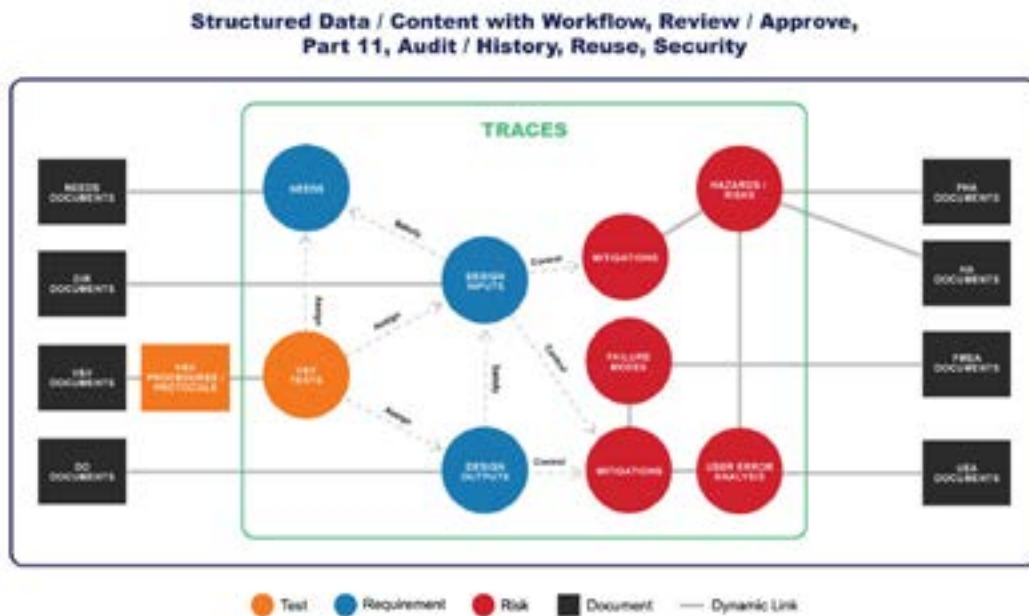 Structured Data / Content with Workflow, Review / Approve,
Part 11, Audit / History, Reuse, Security
TRACES
NEEDS
DOCUMENTS
NEEDS
HAZARDS /
RISKS
PHA
DOCUMENTS
Satisfy
MITIGATIONS
Control
DESIGN
INPUTS
DIR
DOCUMENTS
HA
DOCUMENTS
Assign
Assign
Control
V&V
DOCUMENTS
V&V
PROCEDURES /
PROTOCOLS
V&V
TESTS
FAILURE
MODES
FMEA
DOCUMENTS
Satisfy
Assign
DO
DOCUMENTS
DESIGN
OUTPUTS
Control
MITIGATIONS
USER ERROR
ANALYSIS
UEA
DOCUMENTS
Test
Requirement
Risk
Document
Dynamic Link